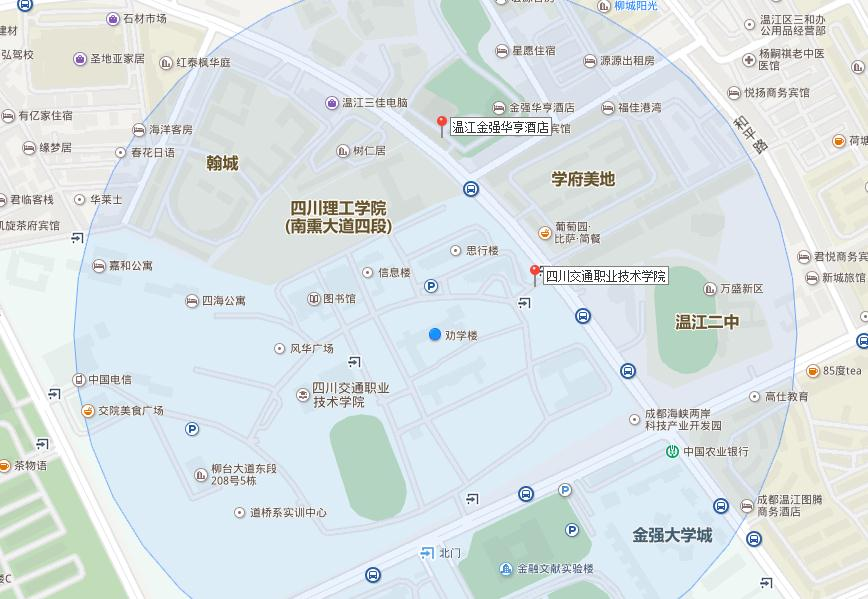 柳城阳光
石材市场
温江区三和办
公用品经营部
建材
弘驾校
圣地亚家居
红泰枫华庭
星愿住宿
源源出租房
杨嗣祺老中医
医馆
悦扬商务宾馆
有亿家住宿
温江三佳电脑
金强华亨酒店
福佳港湾
温江金强华亨酒店
宾馆
和平路
海洋客房
缘梦居
春花日语
翰城
树仁居
学府美地
君临客栈
华莱士
凯旋茶府宾馆
四川理工学院
(南熏大道四段)
葡萄园·
比萨·简餐
思行楼
信息楼
P
嘉和公寓
四川交通职业技术学院
君悦商务宾
新城旅馆
万盛新区
四海公寓
图书馆
劝学楼
温江二中
风华广场
中国电信
四川交通职业
技术学院
85度tea
高仕教育
交院美食广场
P
成都海峡两岸
科技产业开发园
中国农业银行
茶物语
柳台大道东段
208号5栋
P
道桥系实训中心
成都温江图腾
商务酒店
P
金强大学城
北门
金融文献实验楼
楼C